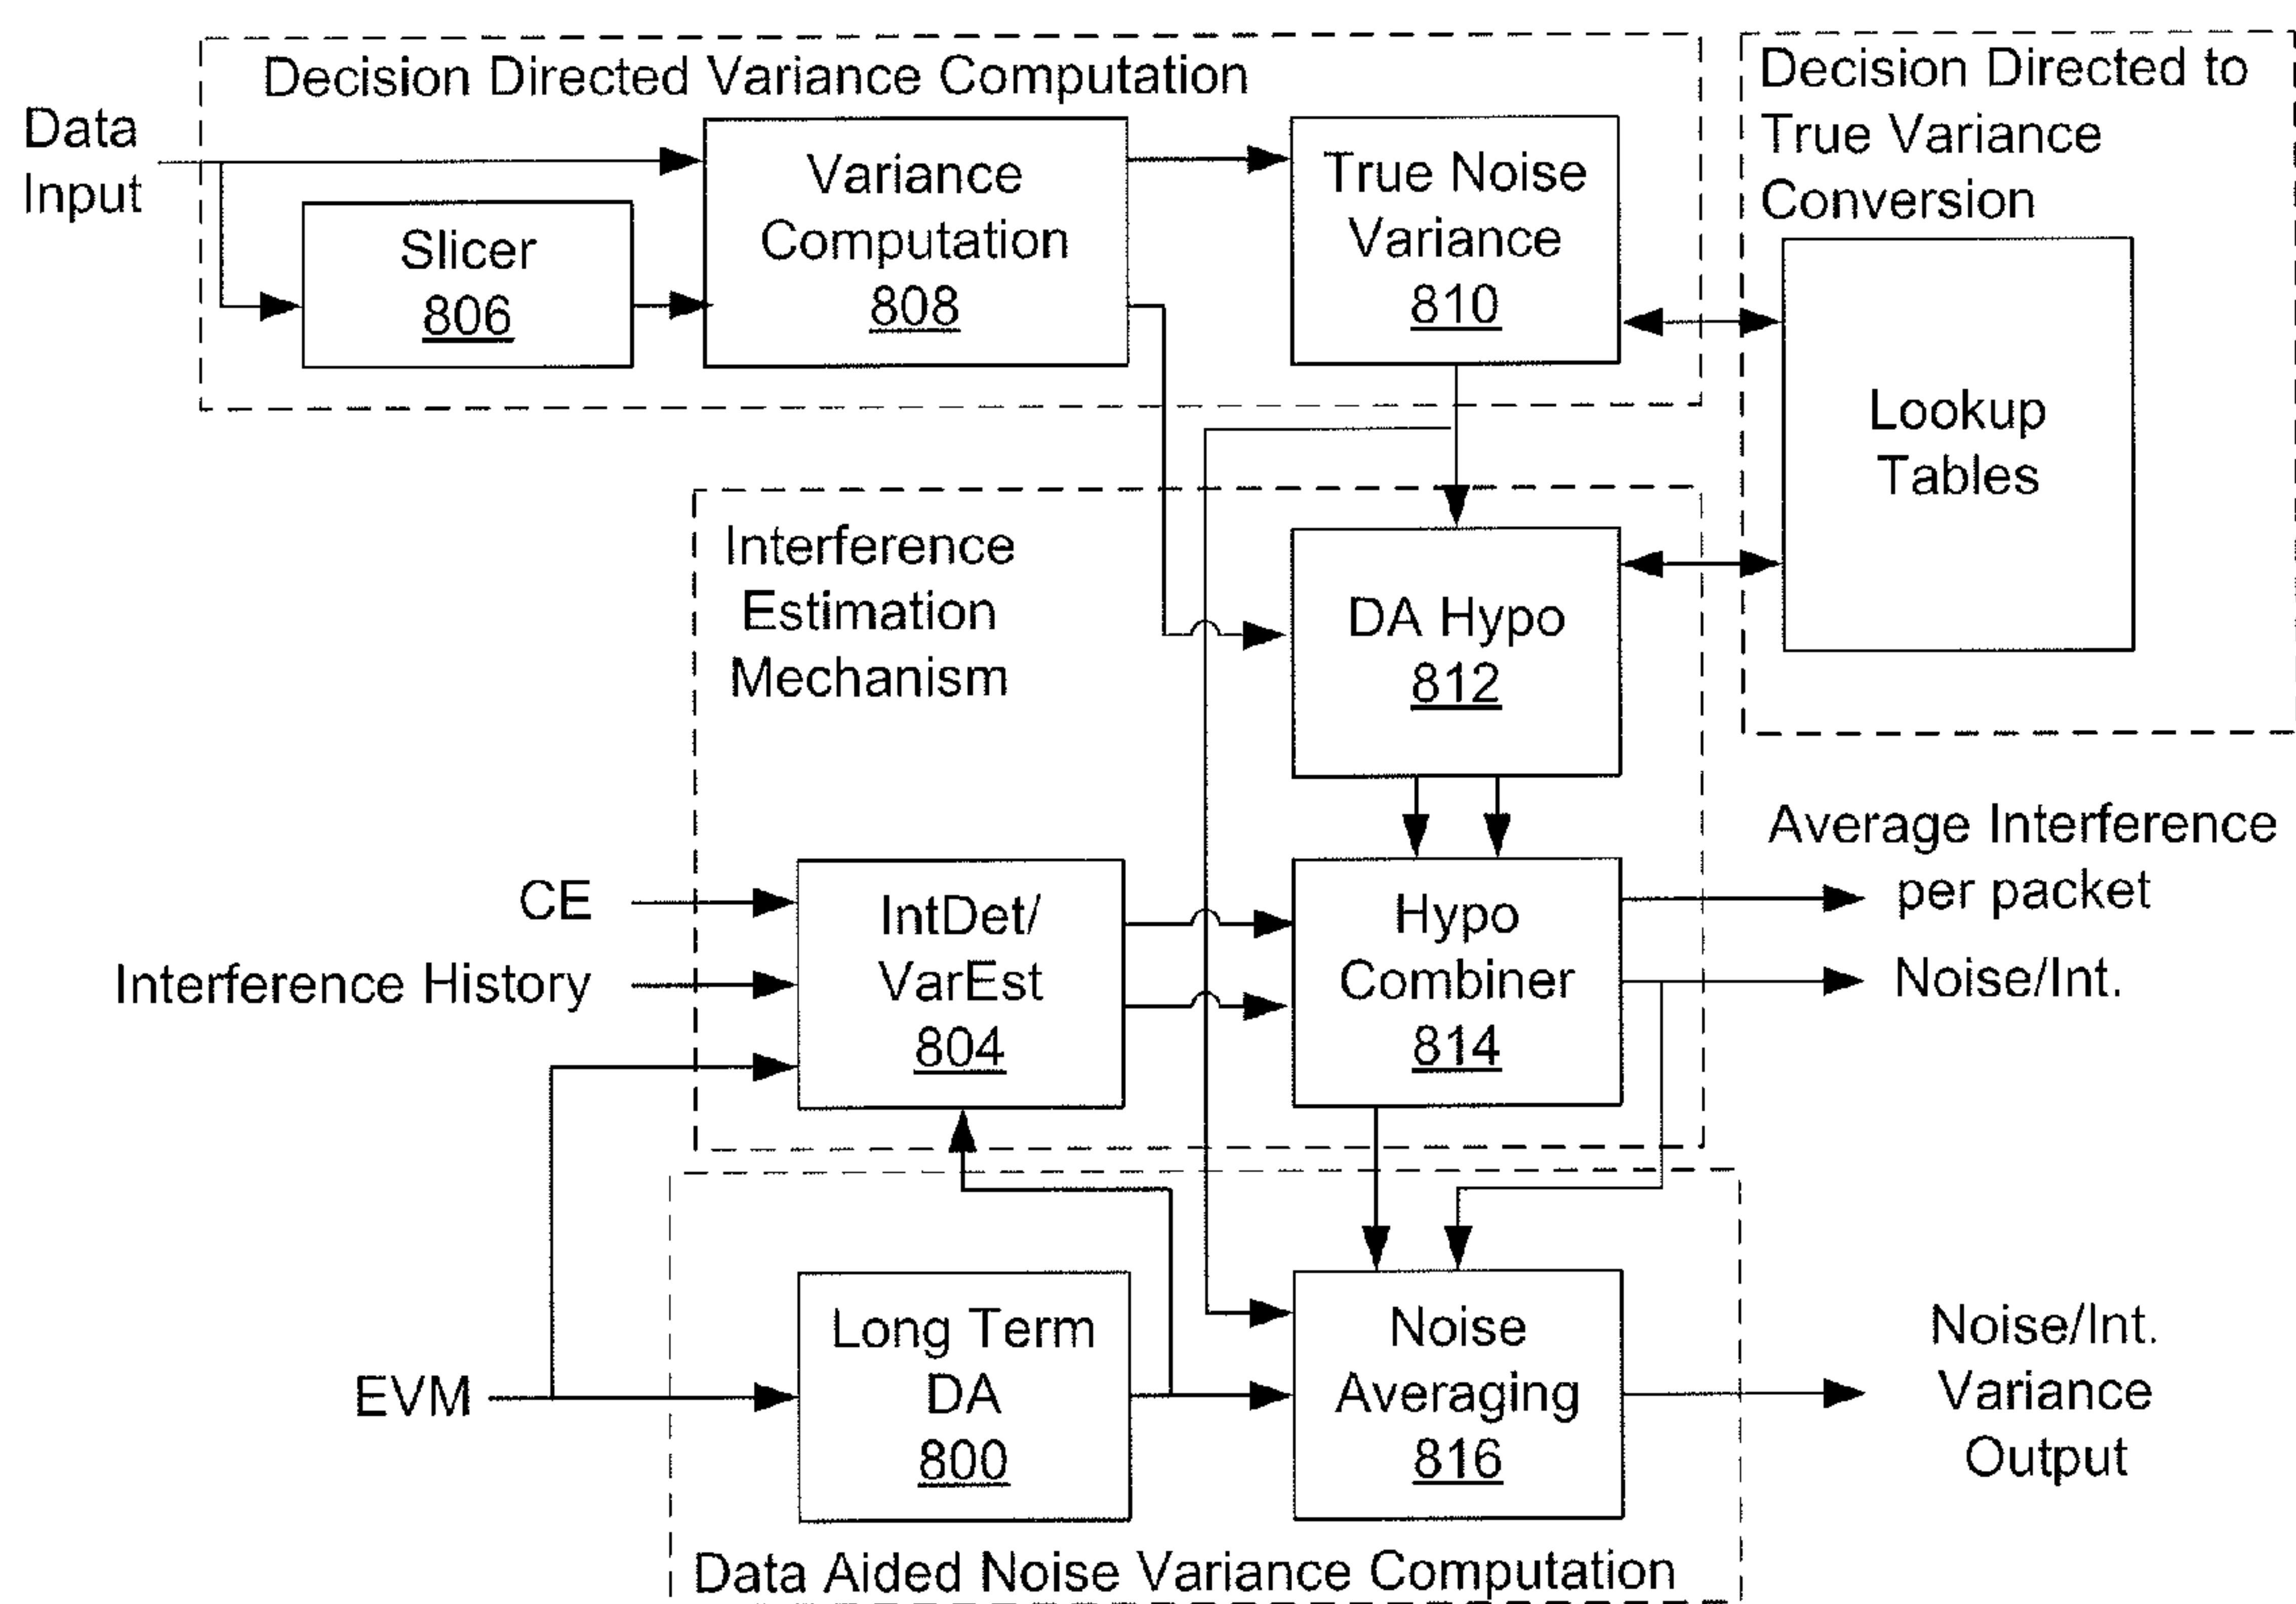 Decision Directed Variance Computation
Decision Directed to
True Variance
Conversion
Data
Input
Variance
Computation
808
True Noise
Variance
810
Slicer
806
Lookup
Tables
Interference
Estimation
Mechanism
DA Hypo
812
Average Interference
per packet
CE
Interference History
IntDet/
VarEst
804
Hypo
Combiner
814
Noise/Int.
EVM
Long Term
DA
800
Noise
Averaging
816
Noise/Int.
Variance
Output
Data Aided Noise Variance Computation